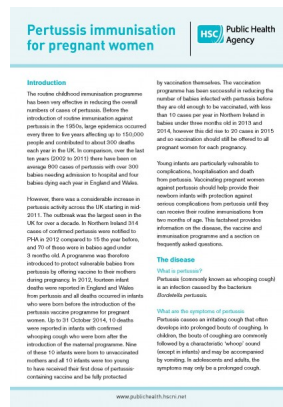 Pertussis immunisation
for pregnant women
HSC Public Health
Agency
Introduction
The routine childhood immunisation programme
has been very effective in reducing the overall
numbers of cases of pertussis. Before the
introduction of routine immunisation against
pertussis in the 1950s, large epidemics occurred
every three to five years affecting up to 150,000
people and contributed to about 300 deaths
each year in the UK. In comparison, over the last
ten years (2002 to 2011) there have been on
average 800 cases of pertussis with over 300
babies needing admission to hospital and four
babies dying each year in England and Wales.
However, there was a considerable increase in
pertussis activity across the UK starting in mid-
2011. The outbreak was the largest seen in the
UK for over a decade. In Northern Ireland 314
cases of confirmed pertussis were notified to
PHA in 2012 compared to 15 the year before,
and 70 of those were in babies aged under
3 months old. A programme was therefore
introduced to protect vulnerable babies from
pertussis by offering vaccine to their mothers
during pregnancy. In 2012, fourteen infant
deaths were reported in England and Wales
from pertussis and all deaths occurred in infants
who were born before the introduction of the
pertussis vaccine programme for pregnant
women. Up to 31 October 2014, 10 deaths
were reported in infants with confirmed
whooping cough who were born after the
introduction of the maternal programme. Nine
of these 10 infants were born to unvaccinated
mothers and all 10 infants were too young
to have received their first dose of pertussis-
containing vaccine and be fully protected
by vaccination themselves. The vaccination
programme has been successful in reducing the
number of babies infected with pertussis before
they are old enough to be vaccinated, with less
than 10 cases per year in Northern Ireland in
babies under three months old in 2013 and
2014, however this did rise to 20 cases in 2015
and so vaccination should still be offered to all
pregnant women for each pregnancy.
Young infants are particularly vulnerable to
complications, hospitalisation and death
from pertussis. Vaccinating pregnant women
against pertussis should help provide their
newborn infants with protection against
serious complications from pertussis until they
can receive their routine immunisations from
two months of age. This factsheet provides
information on the disease, the vaccine and
immunisation programme and a section on
frequently asked questions.
The disease
What is pertussis?
Pertussis (commonly known as whooping cough)
is an infection caused by the bacterium
Bordetella pertussis.
What are the symptoms of pertussis
Pertussis causes an irritating cough that often
develops into prolonged bouts of coughing. In
children, the bouts of coughing are commonly
followed by a characteristic 'whoop' sound
(except in infants) and may be accompanied
by vomiting. In adolescents and adults, the
symptoms may only be a prolonged cough.
www.publichealth.hscni.net